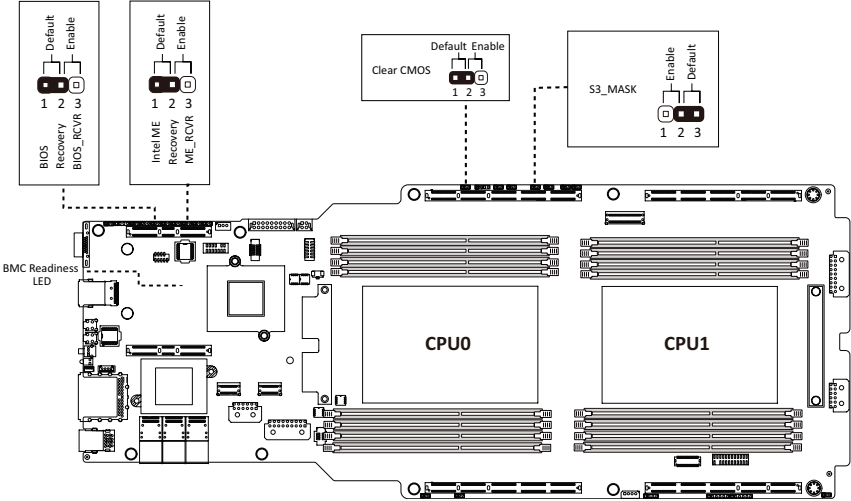 Default
Enable
1 2 3
BIOS
Recovery
BIOS_RCVR
Default
Enable
1 2 3
Intel ME
Recovery
ME_RCVR
Default Enable
Clear CMOS
1 2 3
S3_MASK
Enable
Default
1 2 3
BMC Readiness
LED
CPU0
CPU1